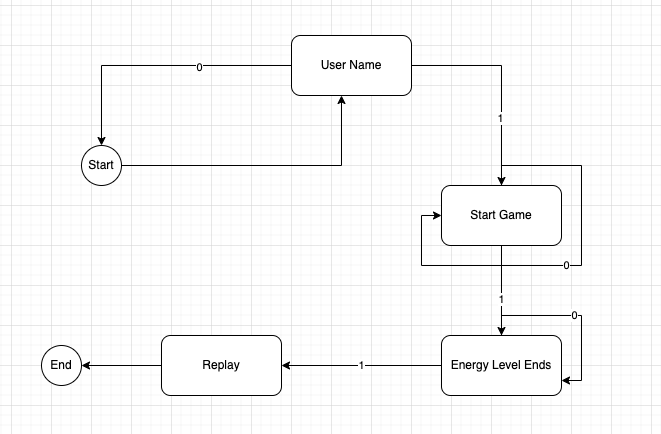 User Name
0
1
Start
Start Game
0
1
0
End
Replay
1
Energy Level Ends